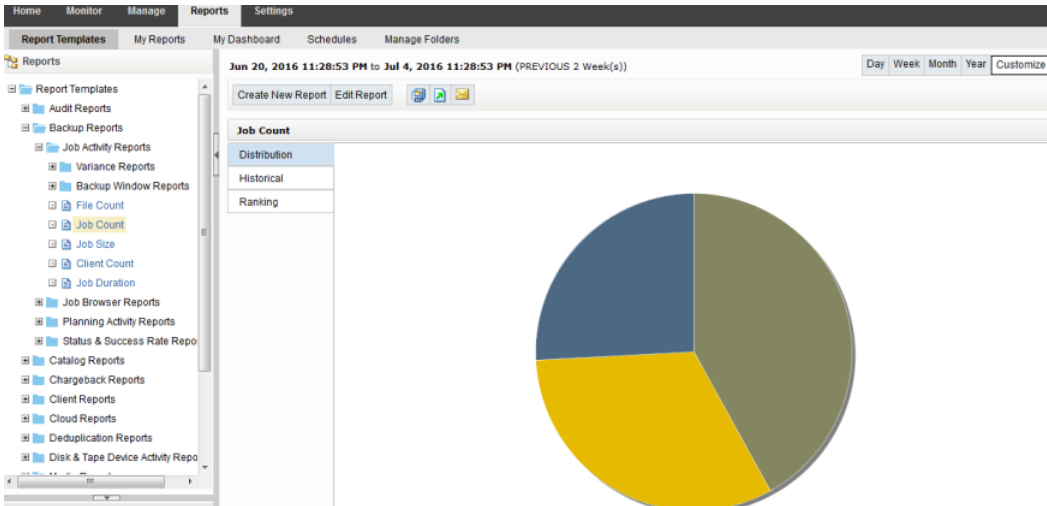 Home Monitor Manage Reports Settings
Report Templates My Reports My Dashboard Schedules Manage Folders
Reports
Report Templates
Audit Reports
Backup Reports
Job Activity Reports
Variance Reports
Backup Window Reports
File Count
Job Count
Job Size
Client Count
Job Duration
Job Browser Reports
Planning Activity Reports
Status & Success Rate Repo
Catalog Reports
Chargeback Reports
Client Reports
Cloud Reports
Deduplication Reports
Disk & Tape Device Activity Repo
Jun 20, 2016 11:28:53 PM to Jul 4, 2016 11:28:53 PM (PREVIOUS 2 Week(s))
Day Week Month Year Customize
Create New Report Edit Report
Job Count
Distribution
Historical
Ranking